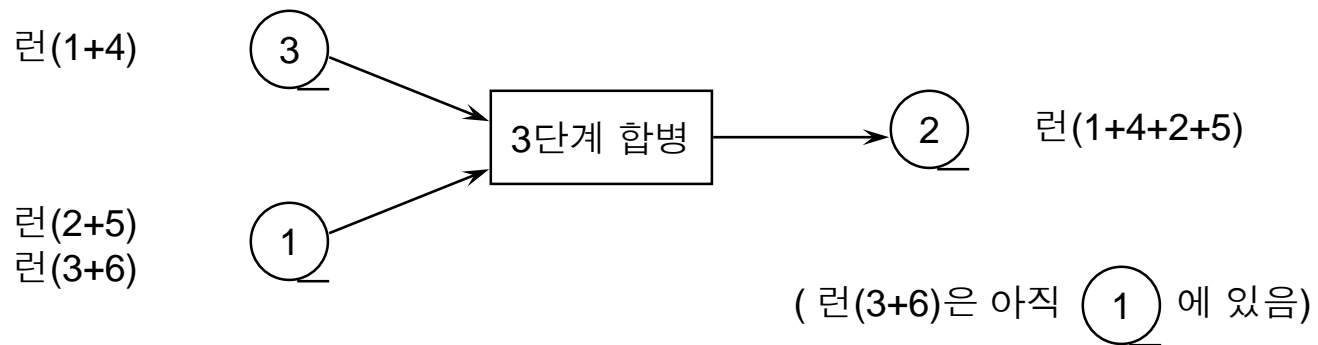 런(1+4)
3
3단계 합병
2
런(1+4+2+5)
런(2+5)
런(3+6)
1
( 런(3+6)은 아직 1 에 있음)